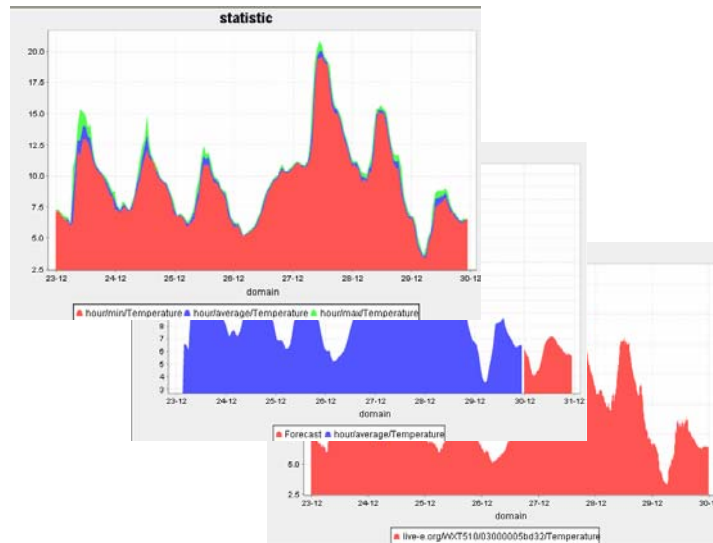 statistic
20.0
17.5
15.0
12.5
10.0
7.5
5.0
2.5
23-12 24-12 25-12 26-12 27-12 28-12 29-12 30-12
domain
hour/min/Temperature hour/average/Temperature hour/max/Temperature
8
7
6
5
4
3
23-12 24-12 25-12 26-12 27-12 28-12 29-12 30-12 31-12
domain
Forecast hour/average/Temperature
5.0
2.5
23-12 24-12 25-12 26-12 27-12 28-12 29-12 30-1
domain
live-e.org/WXT510/03000005bd32/Temperature